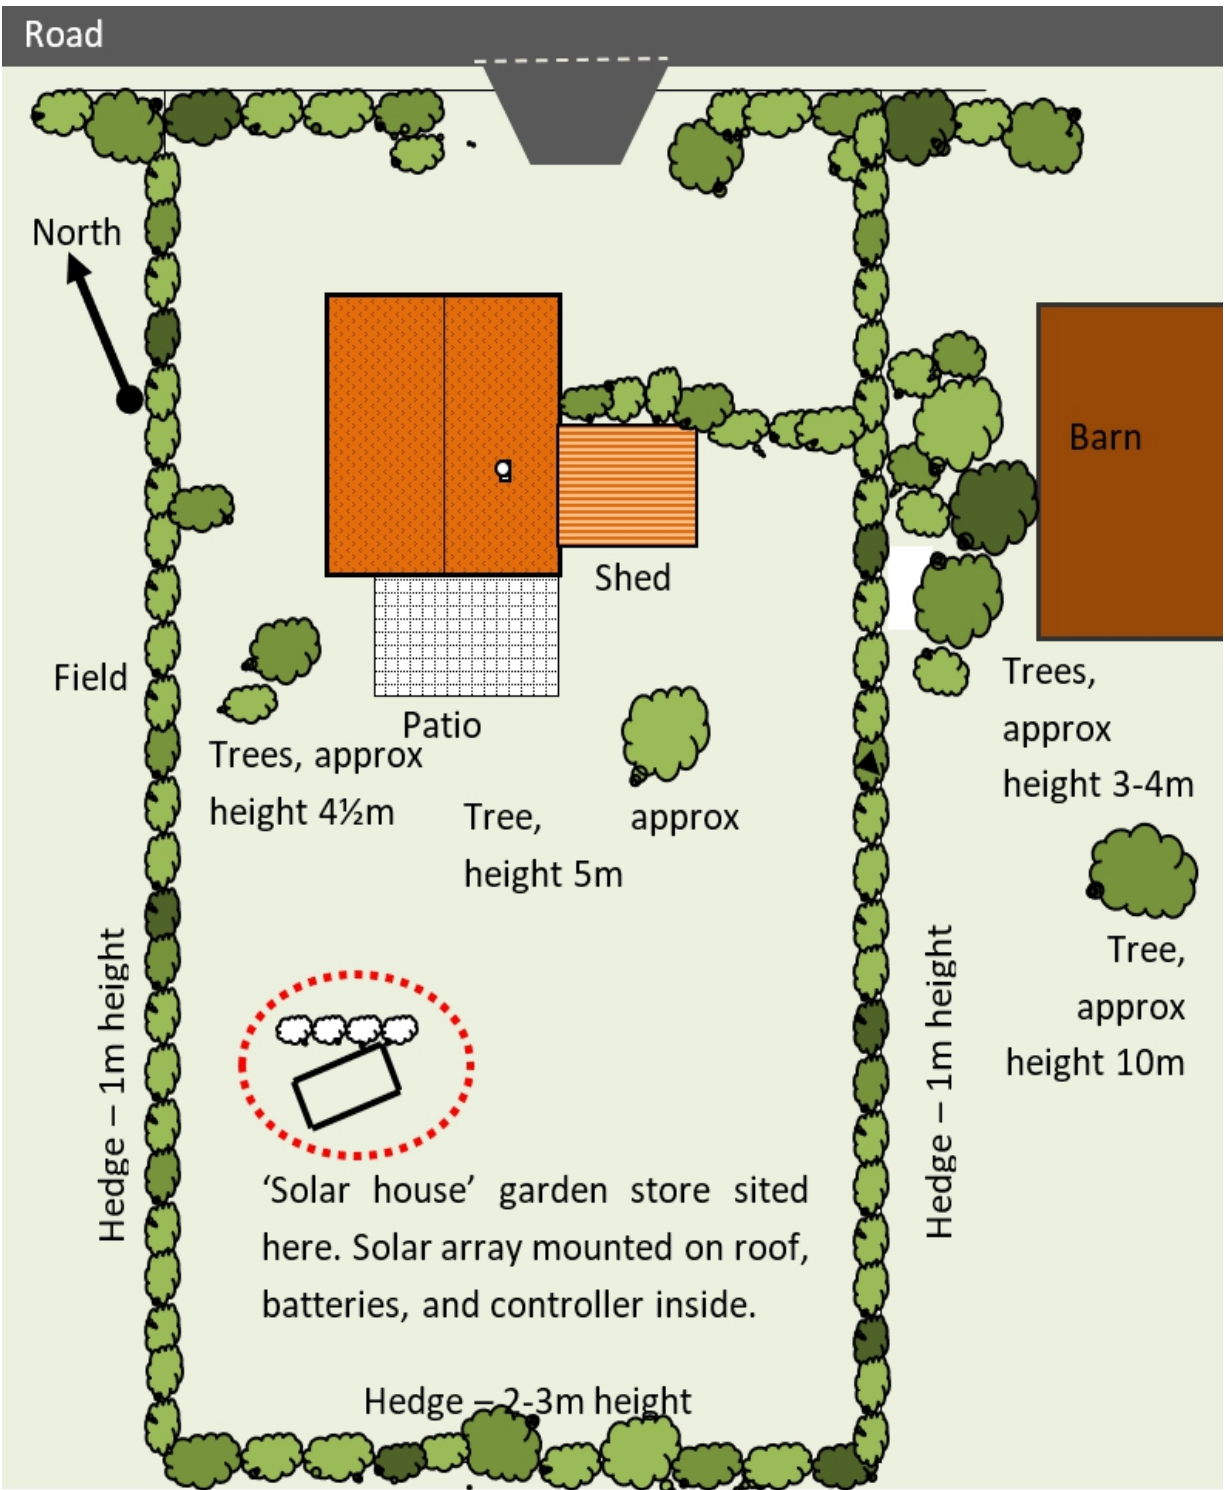 Road
North
Barn
Shed
Field
Patio
Trees, approx
height 4½m
Tree, approx
height 5m
Trees,
approx
height 3-4m
Tree,
approx
height 10m
Hedge – 1m height
Hedge – 1m height
‘Solar house’ garden store sited
here. Solar array mounted on roof,
batteries, and controller inside.
Hedge – 2-3m height